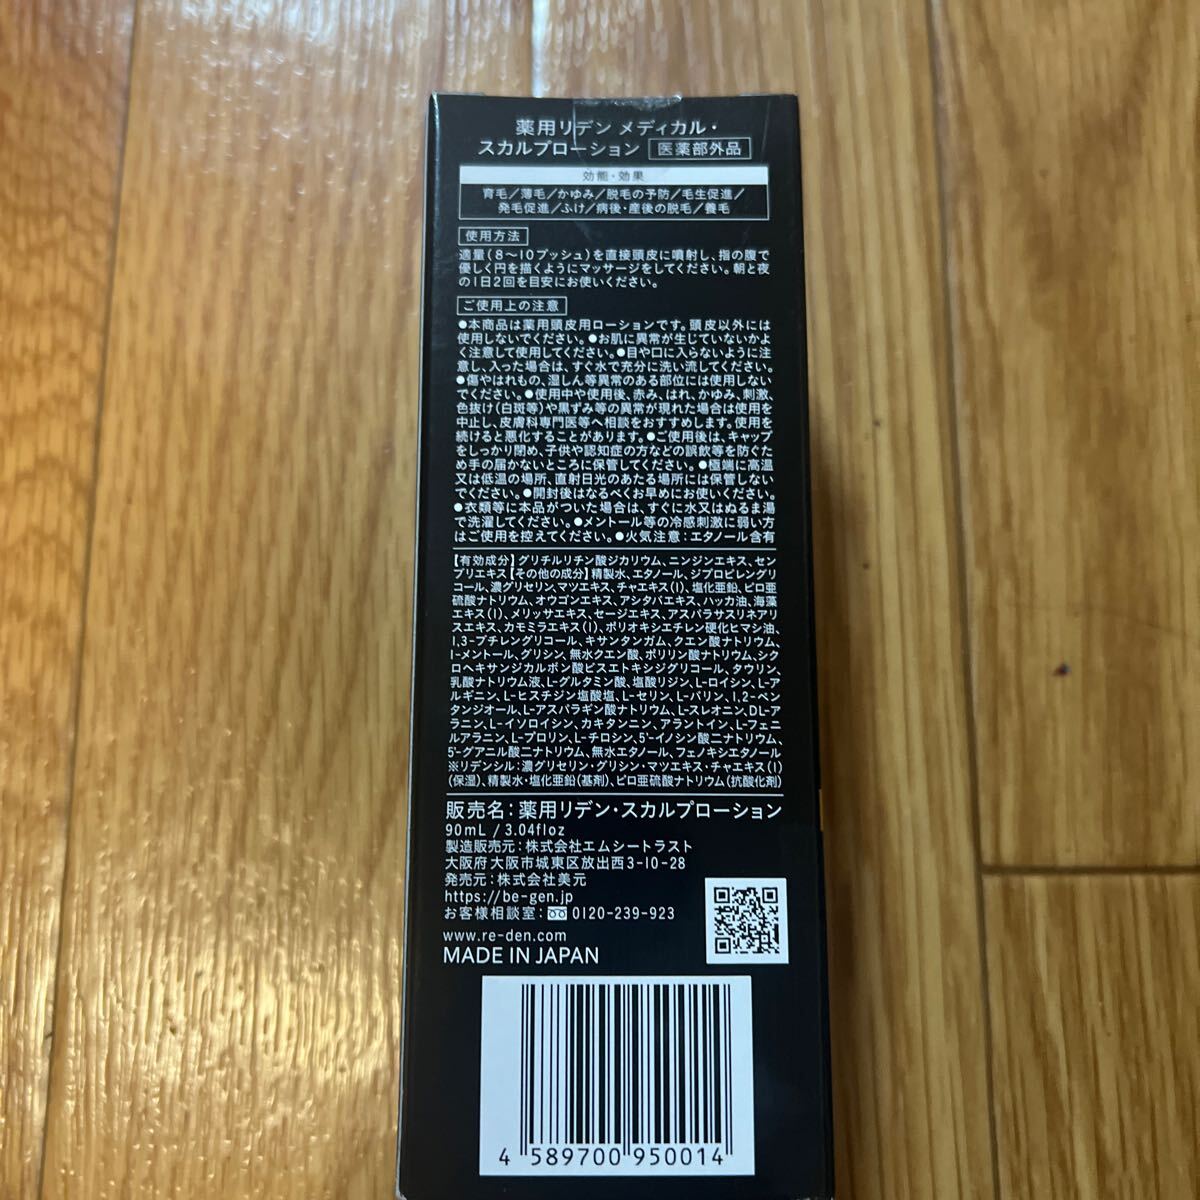 薬用リデン メディカル・
スカルプローション 医薬部外品
効能・効果
育毛／薄毛／かゆみ／脱毛の予防／毛生促進／
発毛促進／ふけ／病後・産後の脱毛／養毛
使用方法
適量(8〜10プッシュ)を直接頭皮に噴射し、指の腹で
優しく円を描くようにマッサージをしてください。朝と夜
の1日2回を目安にお使いください。
ご使用上の注意
●本商品は薬用頭皮用ローションです。頭皮以外には
使用しないでください。●お肌に異常が生じていないかよ
く注意して使用してください。●目や口に入らないように注
意し、入った場合は、すぐ水で充分に洗い流してください。
●傷やはれもの、湿しん等異常のある部位には使用しない
でください。●使用中や使用後、赤み、はれ、かゆみ、刺激、
色抜け(白斑等)や黒ずみ等の異常が現れた場合は使用を
中止し、皮膚科専門医等へ相談をおすすめします。使用を
続けると悪化することがあります。●ご使用後は、キャップ
をしっかり閉め、子供や認知症の方などの誤飲等を防ぐた
め手の届かないところに保管してください。●極端に高温
又は低温の場所、直射日光のあたる場所には保管しない
でください。●開封後はなるべくお早めにお使いください。
●衣類等に本品がついた場合は、すぐに水又はぬるま湯
で洗濯してください。●メントール等の冷感刺激に弱い方
はご使用を控えてください。●火気注意:エタノール含有
【有効成分】グリチルリチン酸ジカリウム、ニンジンエキス、セン
ブリエキス【その他の成分】精製水、エタノール、ジプロピレングリ
コール、濃グリセリン、マツエキス、チャエキス(1)、塩化亜鉛、ピロ亜
硫酸ナトリウム、オウゴンエキス、アシタバエキス、ハッカ油、海藻
エキス(1)、メリッサエキス、セージエキス、アスパラサスリネアリ
スエキス、カモミラエキス(1)、ポリオキシエチレン硬化ヒマシ油、
1,3-ブチレングリコール、キサンタンガム、クエン酸ナトリウム、
l-メントール、グリシン、無水クエン酸、ポリリン酸ナトリウム、シク
ロヘキサンジカルボン酸ビスエトキシジグリコール、タウリン、
乳酸ナトリウム液、L-グルタミン酸、塩酸リジン、L-ロイシン、L-ア
ルギニン、L-ヒスチジン塩酸塩、L-セリン、L-バリン、1,2-ペン
タンジオール、L-アスパラギン酸ナトリウム、L-スレオニン、DL-ア
ラニン、L-イソロイシン、カキタンニン、アラントイン、L-フェニ
ルアラニン、L-プロリン、L-チロシン、5'-イノシン酸二ナトリウム、
5'-グアニル酸二ナトリウム、無水エタノール、フェノキシエタノール
※リデンシル:濃グリセリン・グリシン・マツエキス・チャエキス(1)
(保湿)、精製水・塩化亜鉛(基剤)、ピロ亜硫酸ナトリウム(抗酸化剤)
販売名:薬用リデン・スカルプローション
90mL / 3.04floz
製造販売元:株式会社エムシートラスト
大阪府大阪市城東区放出西3-10-28
発売元:株式会社美元
https://be-gen.jp
お客様相談室: 0120-239-923
www.re-den.com
MADE IN JAPAN
4 589700 950014